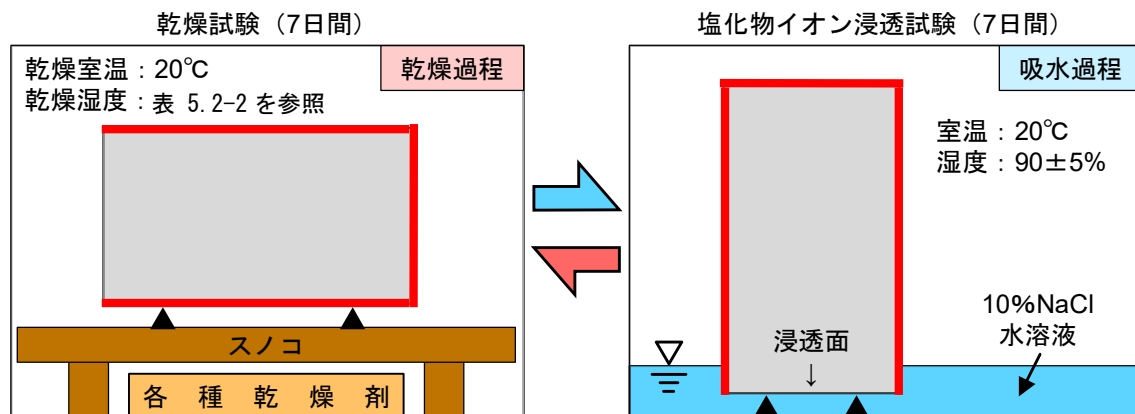 乾燥試験（7日間）
乾燥室温：20℃
乾燥湿度：表 5.2-2 を参照
乾燥過程
スノコ
各種乾燥剤
塩化物イオン浸透試験（7日間）
吸水過程
室温：20℃
湿度：90±5%
10%NaCl
水溶液
浸透面
↓